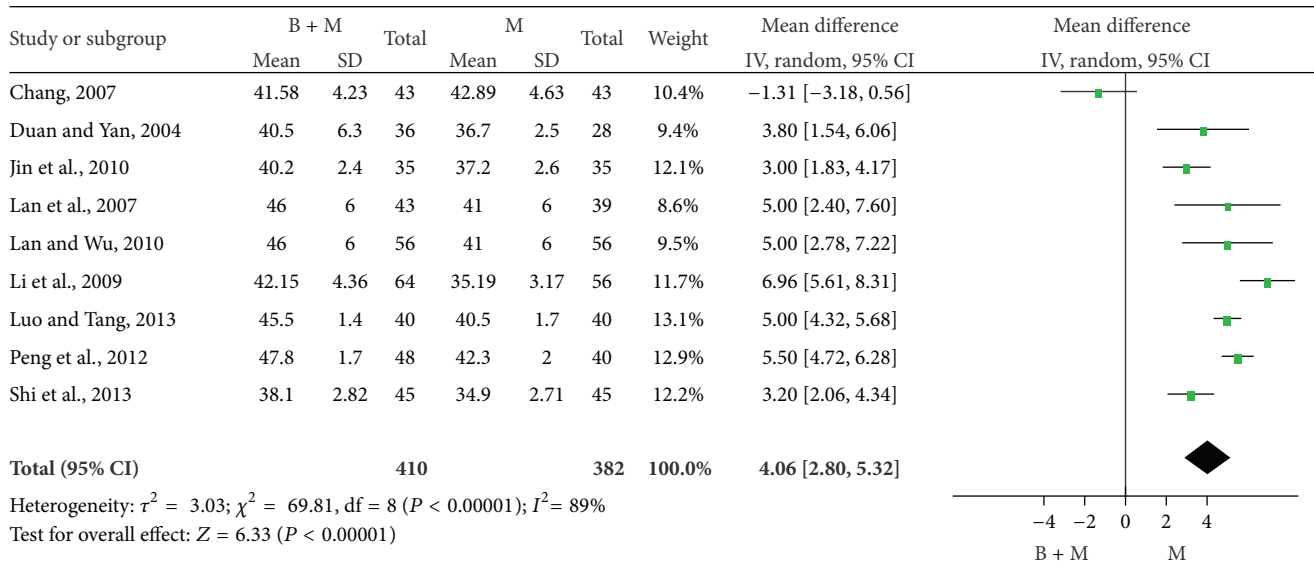 Study or subgroup B + M Total M Total Weight Mean difference Mean difference
Mean SD Mean SD IV, random, 95% CI IV, random, 95% CI
Chang, 2007 41.58 4.23 43 42.89 4.63 43 10.4% −1.31 [−3.18, 0.56]
Duan and Yan, 2004 40.5 6.3 36 36.7 2.5 28 9.4% 3.80 [1.54, 6.06]
Jin et al., 2010 40.2 2.4 35 37.2 2.6 35 12.1% 3.00 [1.83, 4.17]
Lan et al., 2007 46 6 43 41 6 39 8.6% 5.00 [2.40, 7.60]
Lan and Wu, 2010 46 6 56 41 6 56 9.5% 5.00 [2.78, 7.22]
Li et al., 2009 42.15 4.36 64 35.19 3.17 56 11.7% 6.96 [5.61, 8.31]
Luo and Tang, 2013 45.5 1.4 40 40.5 1.7 40 13.1% 5.00 [4.32, 5.68]
Peng et al., 2012 47.8 1.7 48 42.3 2 40 12.9% 5.50 [4.72, 6.28]
Shi et al., 2013 38.1 2.82 45 34.9 2.71 45 12.2% 3.20 [2.06, 4.34]
Total (95% CI) 410 382 100.0% 4.06 [2.80, 5.32]
Heterogeneity: τ² = 3.03; χ² = 69.81, df = 8 (P < 0.00001); I² = 89%
Test for overall effect: Z = 6.33 (P < 0.00001)
−4 −2 0 2 4
B + M M